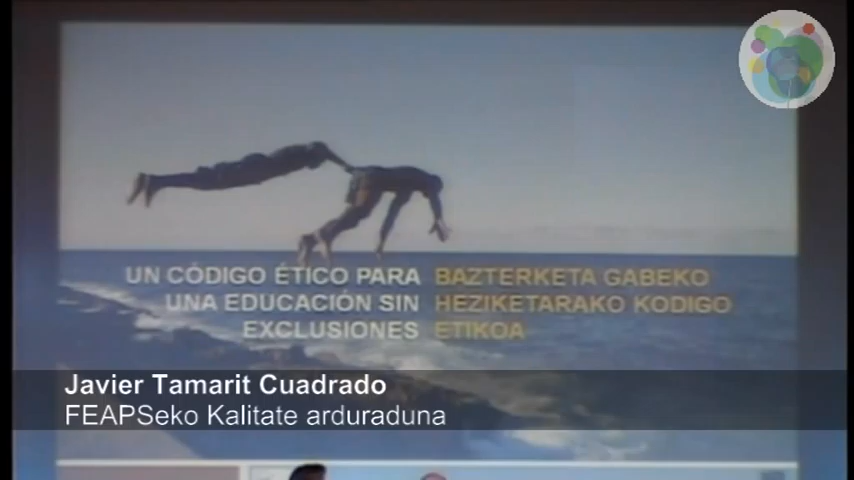 UN CÓDIGO ÉTICO PARA
UNA EDUCACIÓN SIN
EXCLUSIONES
BAZTERKETA GABEKO
HEZIKETARAKO KODIGO
ETIKOA
Javier Tamarit Cuadrado
FEAPSeko Kalitate arduraduna